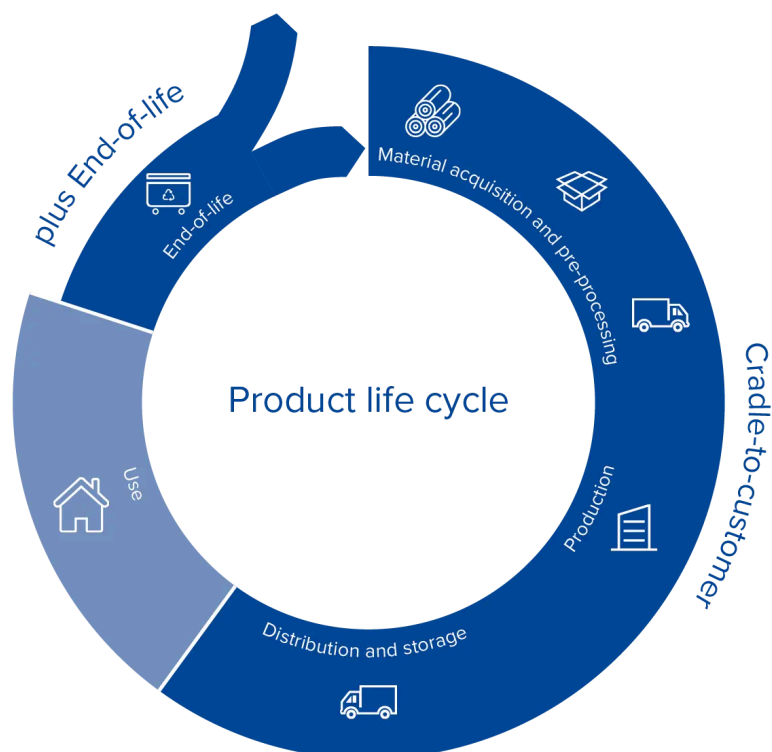 plus End-of-life
End-of-life
Material acquisition and pre-processing
Product life cycle
Cradle-to-customer
Use
Production
Distribution and storage